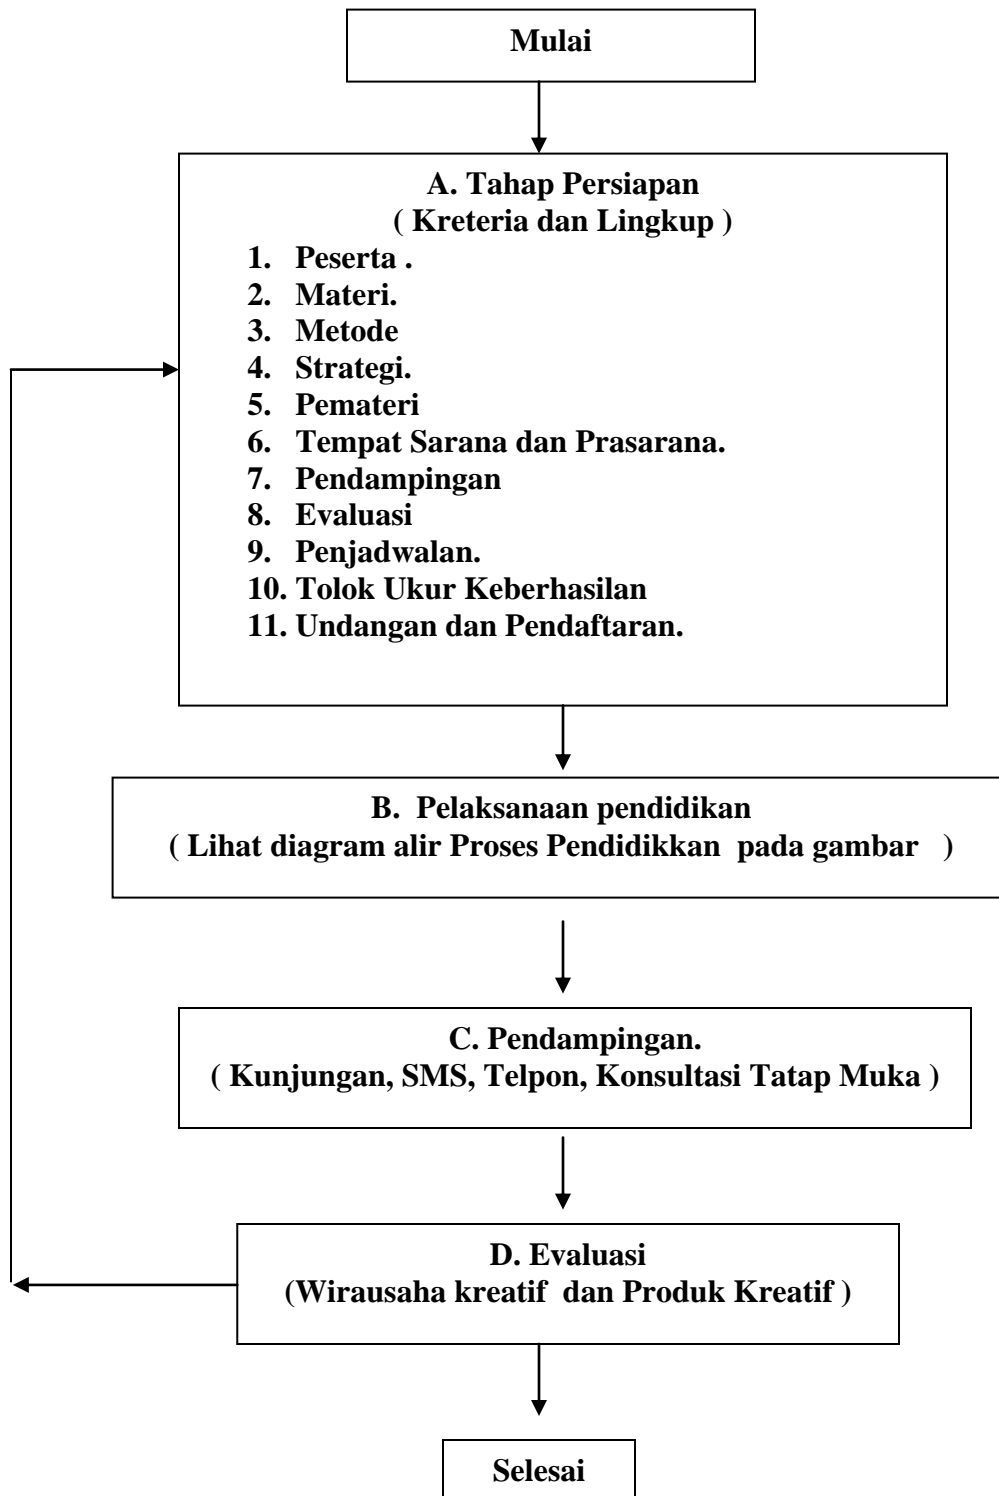 Mulai
A. Tahap Persiapan
( Kreteria dan Lingkup )
1. Peserta .
2. Materi.
3. Metode
4. Strategi.
5. Pemateri
6. Tempat Sarana dan Prasarana.
7. Pendampingan
8. Evaluasi
9. Penjadwalan.
10. Tolok Ukur Keberhasilan
11. Undangan dan Pendaftaran.
B. Pelaksanaan pendidikan
( Lihat diagram alir Proses Pendidikkan pada gambar )
C. Pendampingan.
( Kunjungan, SMS, Telpon, Konsultasi Tatap Muka )
D. Evaluasi
(Wirausaha kreatif dan Produk Kreatif )
Selesai